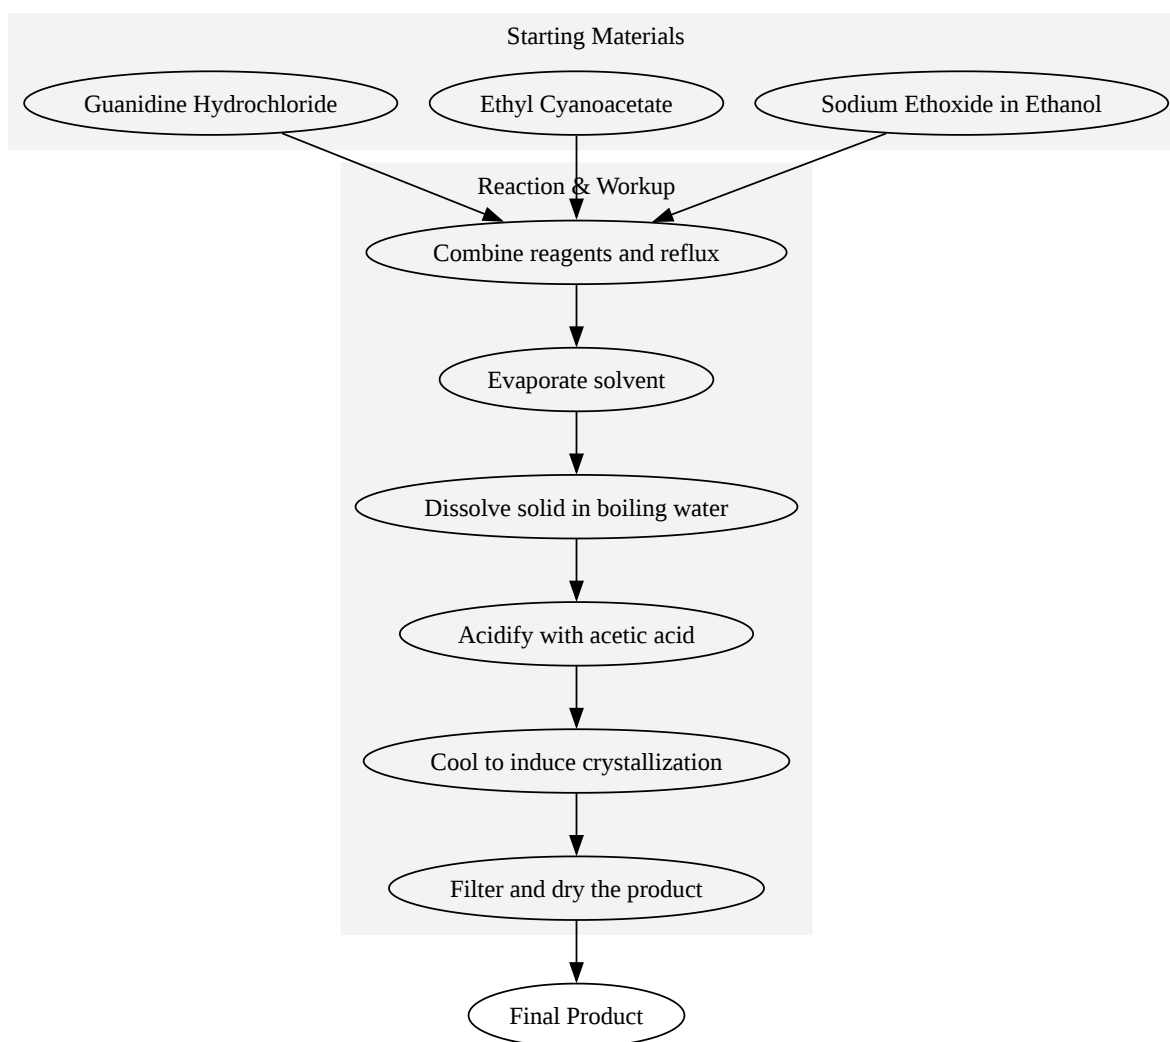 Starting Materials
Guanidine Hydrochloride
Ethyl Cyanoacetate
Sodium Ethoxide in Ethanol
Reaction & Workup
Combine reagents and reflux
Evaporate solvent
Dissolve solid in boiling water
Acidify with acetic acid
Cool to induce crystallization
Filter and dry the product
Final Product